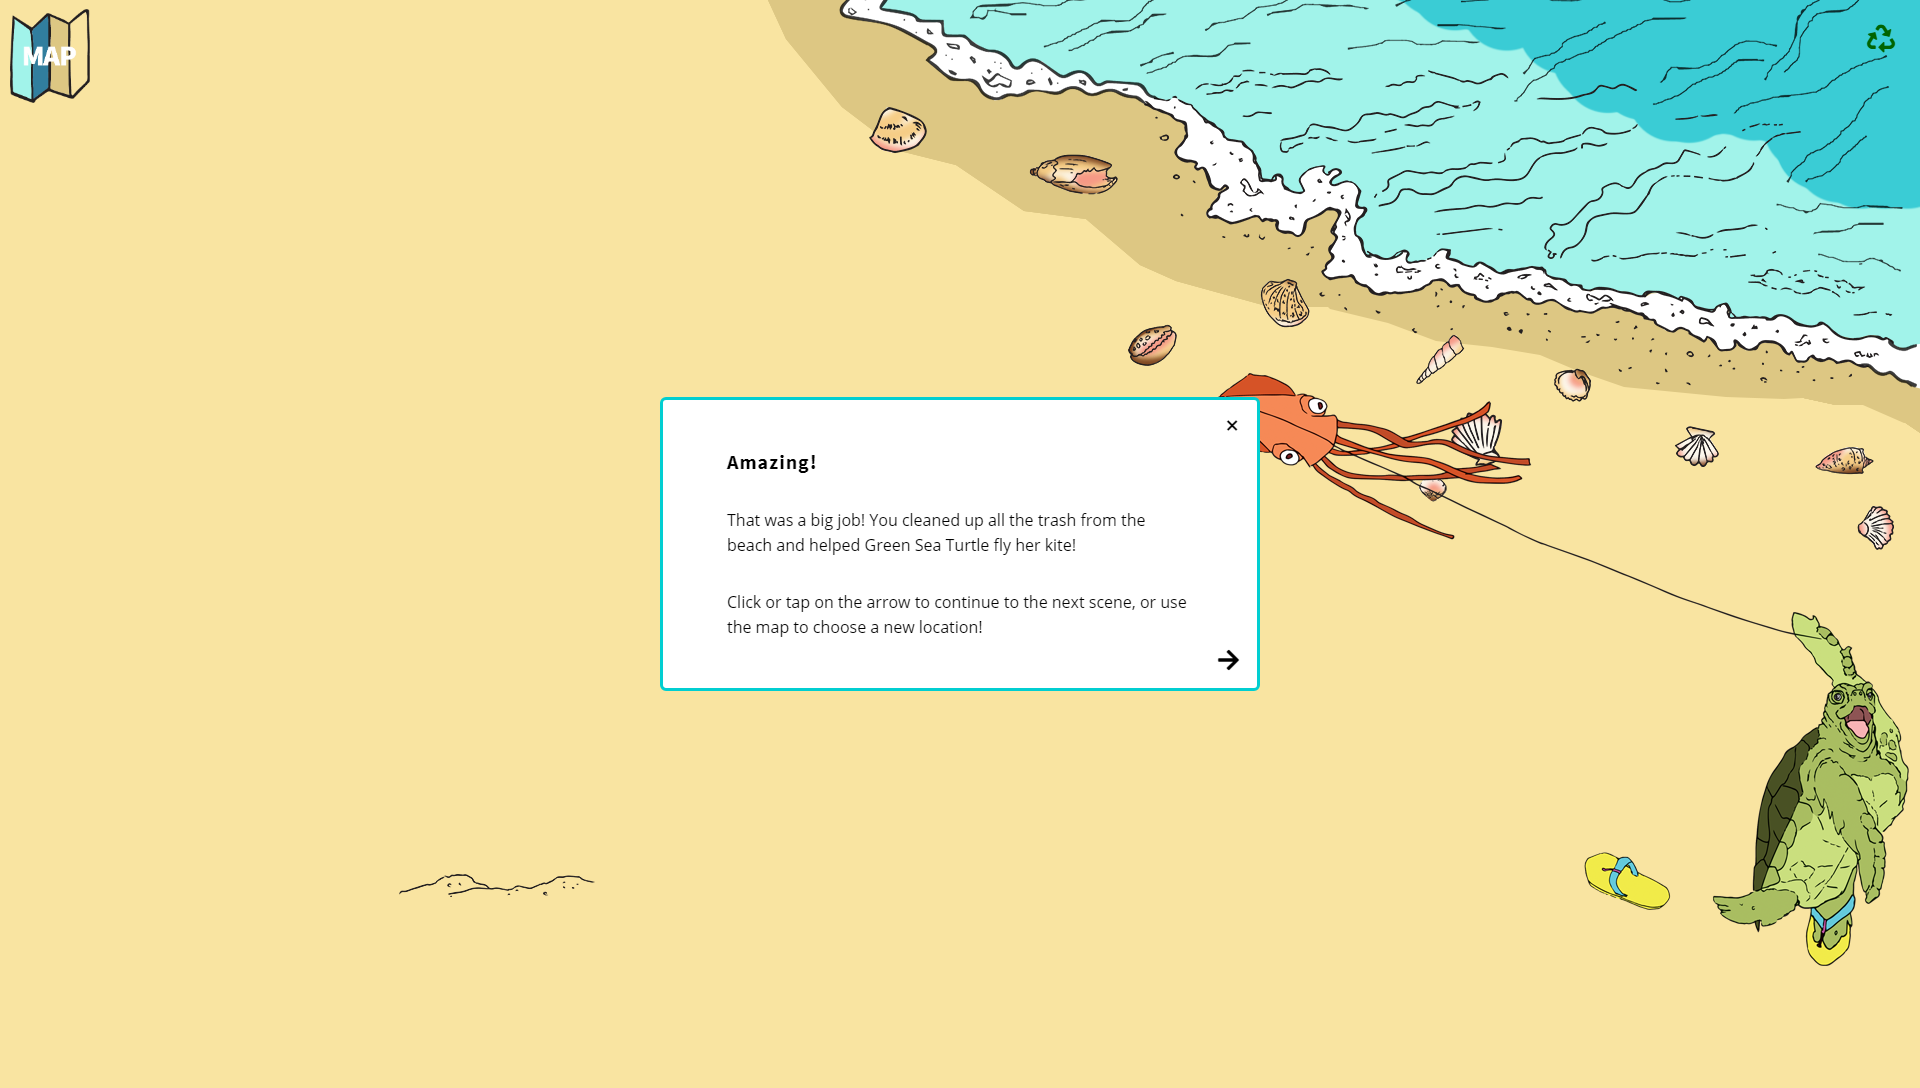 MAP
Amazing!
That was a big job! You cleaned up all the trash from the
beach and helped Green Sea Turtle fly her kite!
Click or tap on the arrow to continue to the next scene, or use
the map to choose a new location!